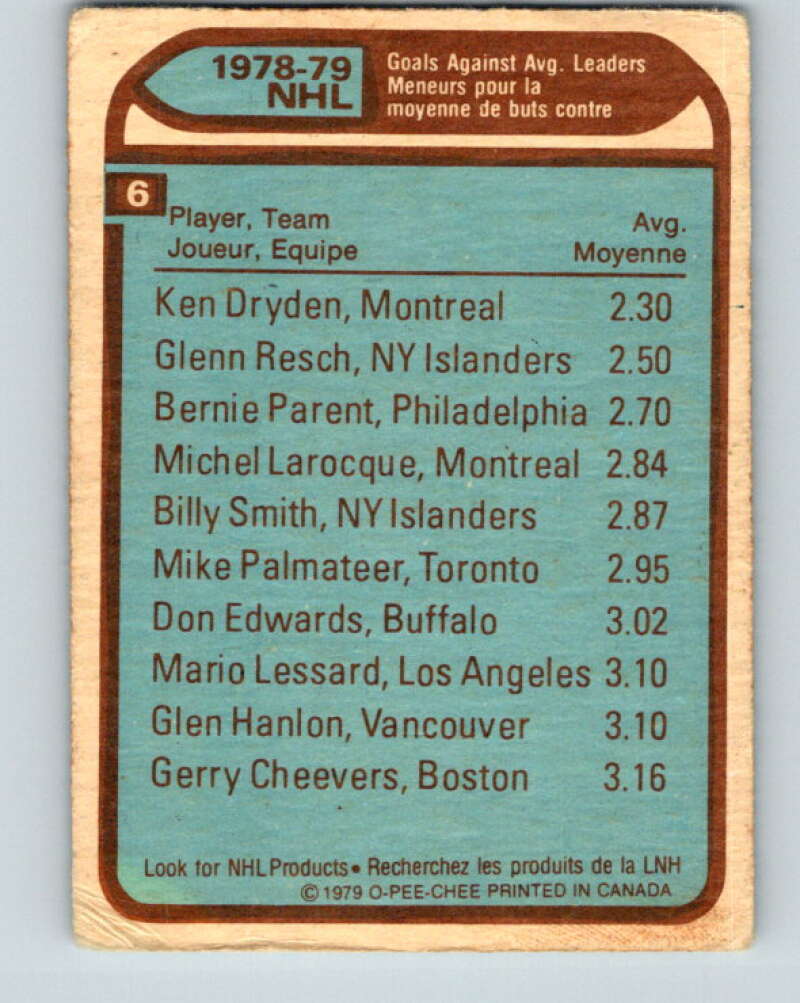 1978-79
NHL
Goals Against Avg. Leaders
Meneurs pour la
moyenne de buts contre
6
Player, Team Avg.
Joueur, Equipe Moyenne
Ken Dryden, Montreal 2.30
Glenn Resch, NY Islanders 2.50
Bernie Parent, Philadelphia 2.70
Michel Larocque, Montreal 2.84
Billy Smith, NY Islanders 2.87
Mike Palmateer, Toronto 2.95
Don Edwards, Buffalo 3.02
Mario Lessard, Los Angeles 3.10
Glen Hanlon, Vancouver 3.10
Gerry Cheevers, Boston 3.16
Look for NHL Products • Recherchez les produits de la LNH
© 1979 O-PEE-CHEE PRINTED IN CANADA